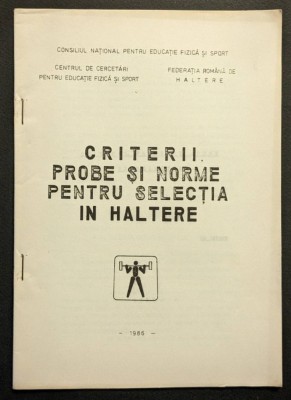 CONSILIUL NAȚIONAL PENTRU EDUCAȚIE FIZICĂ ȘI SPORT
CENTRUL DE CERCETĂRI
PENTRU EDUCAȚIE FIZICĂ ȘI SPORT
FEDERAȚIA ROMÂNĂ DE
HALTERE
CRITERII,
PROBE ȘI NORME
PENTRU SELECȚIA
IN HALTERE
- 1986 -